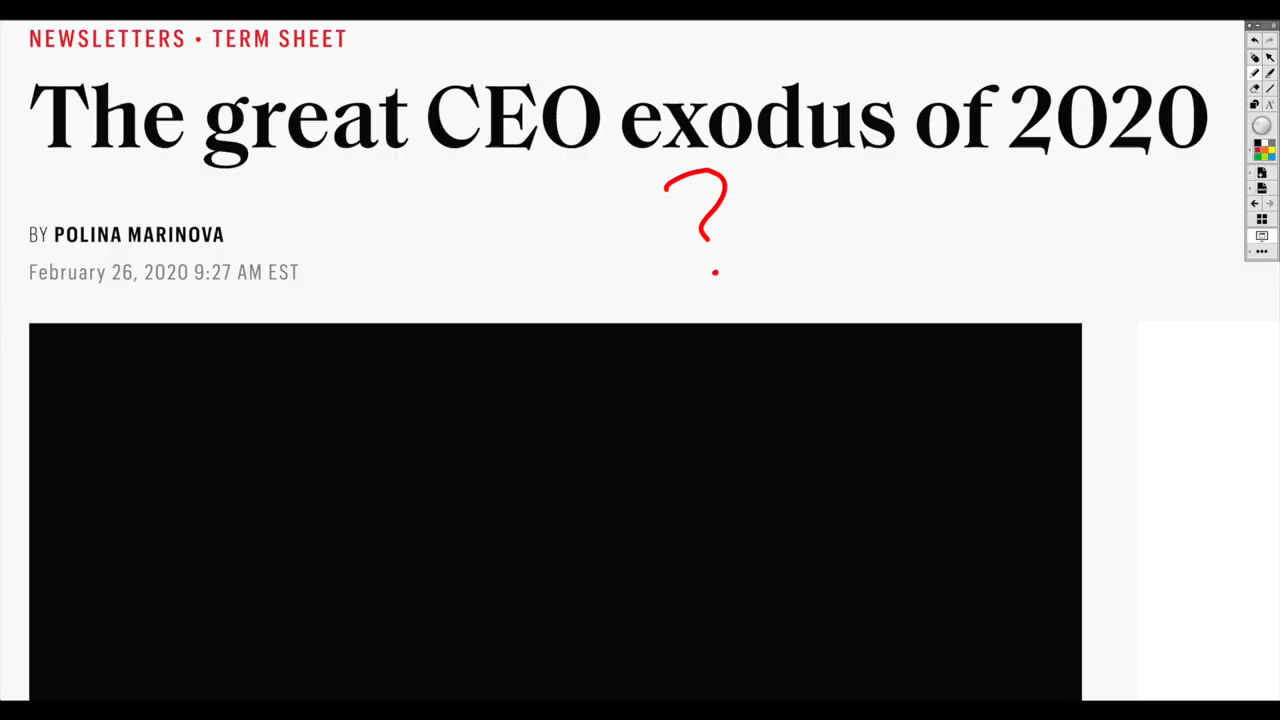 NEWSLETTERS • TERM SHEET
The great CEO exodus of 2020
?
BY POLINA MARINOVA
February 26, 2020 9:27 AM EST